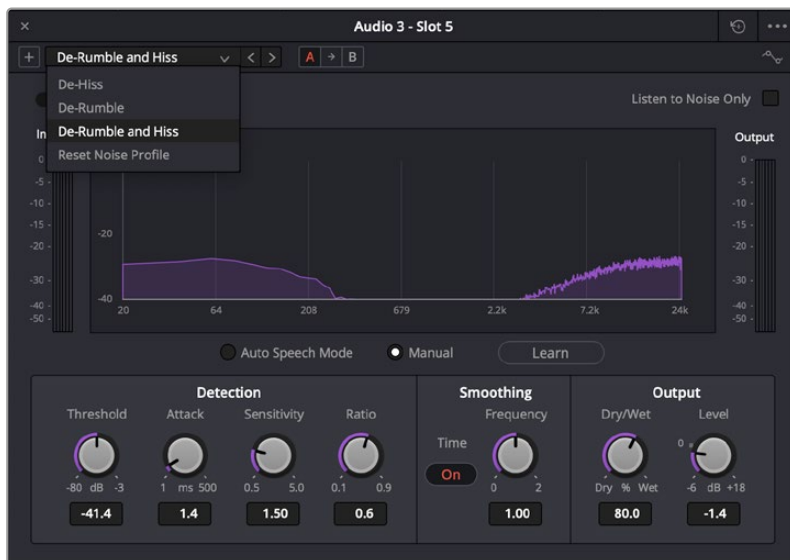 Audio 3 - Slot 5
De-Rumble and Hiss
A B
De-Hiss
De-Rumble
De-Rumble and Hiss
Reset Noise Profile
Listen to Noise Only
In
Output
0
-5
-10
-15
-20
-30
-40
-50
-20
-40
20 64 208 679 2.2k 7.2k 24k
0
-5
-10
-15
-20
-30
-40
-50
Auto Speech Mode
Manual
Learn
Detection
Threshold Attack Sensitivity Ratio
-80 dB -3 1 ms 500 0.5 5.0 0.1 0.9
-41.4 1.4 1.50 0.6
Smoothing
Frequency
Time
On
0 2
1.00
Output
Dry/Wet Level
0
Dry % Wet -6 dB +18
80.0 -1.4